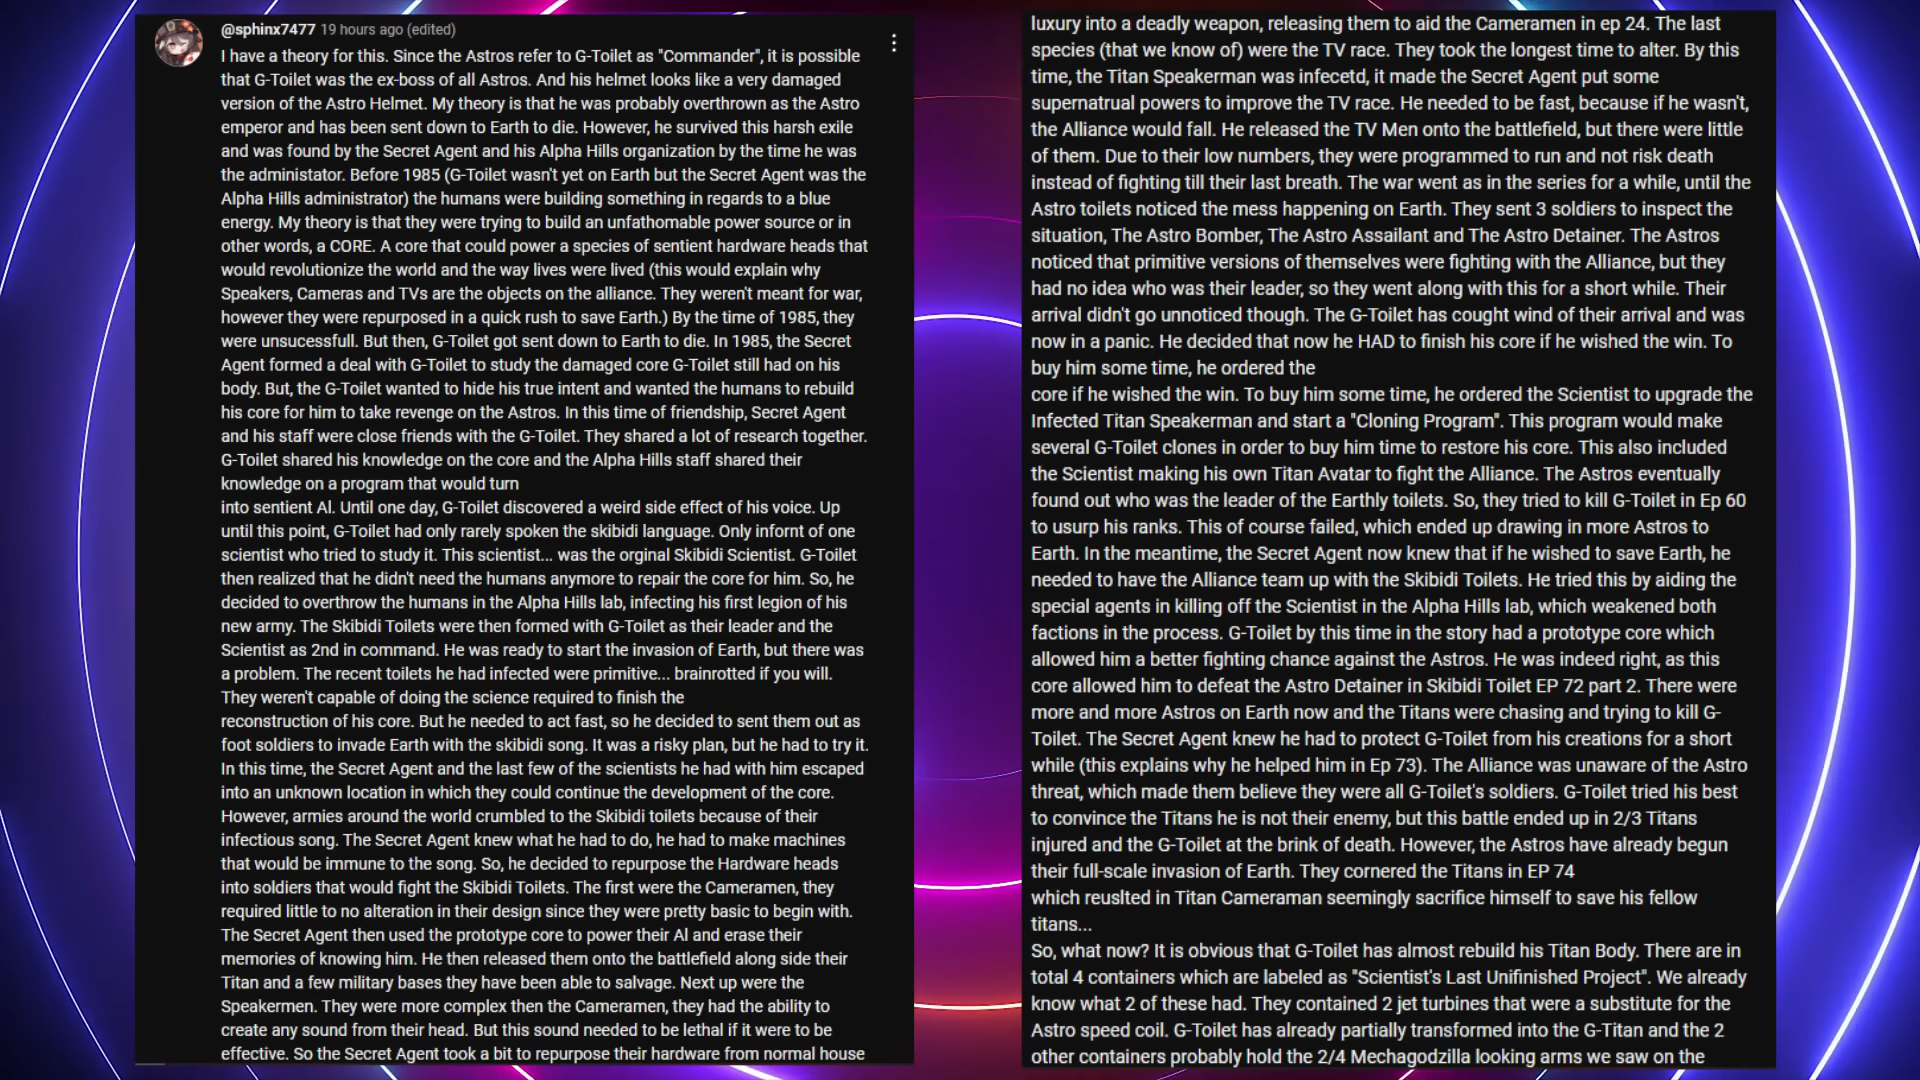 @sphinx7477 19 hours ago (edited)
I have a theory for this. Since the Astros refer to G-Toilet as "Commander", it is possible
that G-Toilet was the ex-boss of all Astros. And his helmet looks like a very damaged
version of the Astro Helmet. My theory is that he was probably overthrown as the Astro
emperor and has been sent down to Earth to die. However, he survived this harsh exile
and was found by the Secret Agent and his Alpha Hills organization by the time he was
the administator. Before 1985 (G-Toilet wasn't yet on Earth but the Secret Agent was the
Alpha Hills administrator) the humans were building something in regards to a blue
energy. My theory is that they were trying to build an unfathomable power source or in
other words, a CORE. A core that could power a species of sentient hardware heads that
would revolutionize the world and the way lives were lived (this would explain why
Speakers, Cameras and TVs are the objects on the alliance. They weren't meant for war,
however they were repurposed in a quick rush to save Earth.) By the time of 1985, they
were unsucessfull. But then, G-Toilet got sent down to Earth to die. In 1985, the Secret
Agent formed a deal with G-Toilet to study the damaged core G-Toilet still had on his
body. But, the G-Toilet wanted to hide his true intent and wanted the humans to rebuild
his core for him to take revenge on the Astros. In this time of friendship, Secret Agent
and his staff were close friends with the G-Toilet. They shared a lot of research together.
G-Toilet shared his knowledge on the core and the Alpha Hills staff shared their
knowledge on a program that would turn
into sentient Al. Until one day, G-Toilet discovered a weird side effect of his voice. Up
until this point, G-Toilet had only rarely spoken the skibidi language. Only infornt of one
scientist who tried to study it. This scientist... was the orginal Skibidi Scientist. G-Toilet
then realized that he didn't need the humans anymore to repair the core for him. So, he
decided to overthrow the humans in the Alpha Hills lab, infecting his first legion of his
new army. The Skibidi Toilets were then formed with G-Toilet as their leader and the
Scientist as 2nd in command. He was ready to start the invasion of Earth, but there was
a problem. The recent toilets he had infected were primitive... brainrotted if you will.
They weren't capable of doing the science required to finish the
reconstruction of his core. But he needed to act fast, so he decided to sent them out as
foot soldiers to invade Earth with the skibidi song. It was a risky plan, but he had to try it.
In this time, the Secret Agent and the last few of the scientists he had with him escaped
into an unknown location in which they could continue the development of the core.
However, armies around the world crumbled to the Skibidi toilets because of their
infectious song. The Secret Agent knew what he had to do, he had to make machines
that would be immune to the song. So, he decided to repurpose the Hardware heads
into soldiers that would fight the Skibidi Toilets. The first were the Cameramen, they
required little to no alteration in their design since they were pretty basic to begin with.
The Secret Agent then used the prototype core to power their Al and erase their
memories of knowing him. He then released them onto the battlefield along side their
Titan and a few military bases they have been able to salvage. Next up were the
Speakermen. They were more complex then the Cameramen, they had the ability to
create any sound from their head. But this sound needed to be lethal if it were to be
effective. So the Secret Agent took a bit to repurpose their hardware from normal house
luxury into a deadly weapon, releasing them to aid the Cameramen in ep 24. The last
species (that we know of) were the TV race. They took the longest time to alter. By this
time, the Titan Speakerman was infecetd, it made the Secret Agent put some
supernatrual powers to improve the TV race. He needed to be fast, because if he wasn't,
the Alliance would fall. He released the TV Men onto the battlefield, but there were little
of them. Due to their low numbers, they were programmed to run and not risk death
instead of fighting till their last breath. The war went as in the series for a while, until the
Astro toilets noticed the mess happening on Earth. They sent 3 soldiers to inspect the
situation, The Astro Bomber, The Astro Assailant and The Astro Detainer. The Astros
noticed that primitive versions of themselves were fighting with the Alliance, but they
had no idea who was their leader, so they went along with this for a short while. Their
arrival didn't go unnoticed though. The G-Toilet has cought wind of their arrival and was
now in a panic. He decided that now he HAD to finish his core if he wished the win. To
buy him some time, he ordered the
core if he wished the win. To buy him some time, he ordered the Scientist to upgrade the
Infected Titan Speakerman and start a "Cloning Program". This program would make
several G-Toilet clones in order to buy him time to restore his core. This also included
the Scientist making his own Titan Avatar to fight the Alliance. The Astros eventually
found out who was the leader of the Earthly toilets. So, they tried to kill G-Toilet in Ep 60
to usurp his ranks. This of course failed, which ended up drawing in more Astros to
Earth. In the meantime, the Secret Agent now knew that if he wished to save Earth, he
needed to have the Alliance team up with the Skibidi Toilets. He tried this by aiding the
special agents in killing off the Scientist in the Alpha Hills lab, which weakened both
factions in the process. G-Toilet by this time in the story had a prototype core which
allowed him a better fighting chance against the Astros. He was indeed right, as this
core allowed him to defeat the Astro Detainer in Skibidi Toilet EP 72 part 2. There were
more and more Astros on Earth now and the Titans were chasing and trying to kill G-
Toilet. The Secret Agent knew he had to protect G-Toilet from his creations for a short
while (this explains why he helped him in Ep 73). The Alliance was unaware of the Astro
threat, which made them believe they were all G-Toilet's soldiers. G-Toilet tried his best
to convince the Titans he is not their enemy, but this battle ended up in 2/3 Titans
injured and the G-Toilet at the brink of death. However, the Astros have already begun
their full-scale invasion of Earth. They cornered the Titans in EP 74
which reuslted in Titan Cameraman seemingly sacrifice himself to save his fellow
titans...
So, what now? It is obvious that G-Toilet has almost rebuild his Titan Body. There are in
total 4 containers which are labeled as "Scientist's Last Unifinished Project". We already
know what 2 of these had. They contained 2 jet turbines that were a substitute for the
Astro speed coil. G-Toilet has already partially transformed into the G-Titan and the 2
other containers probably hold the 2/4 Mechagodzilla looking arms we saw on the